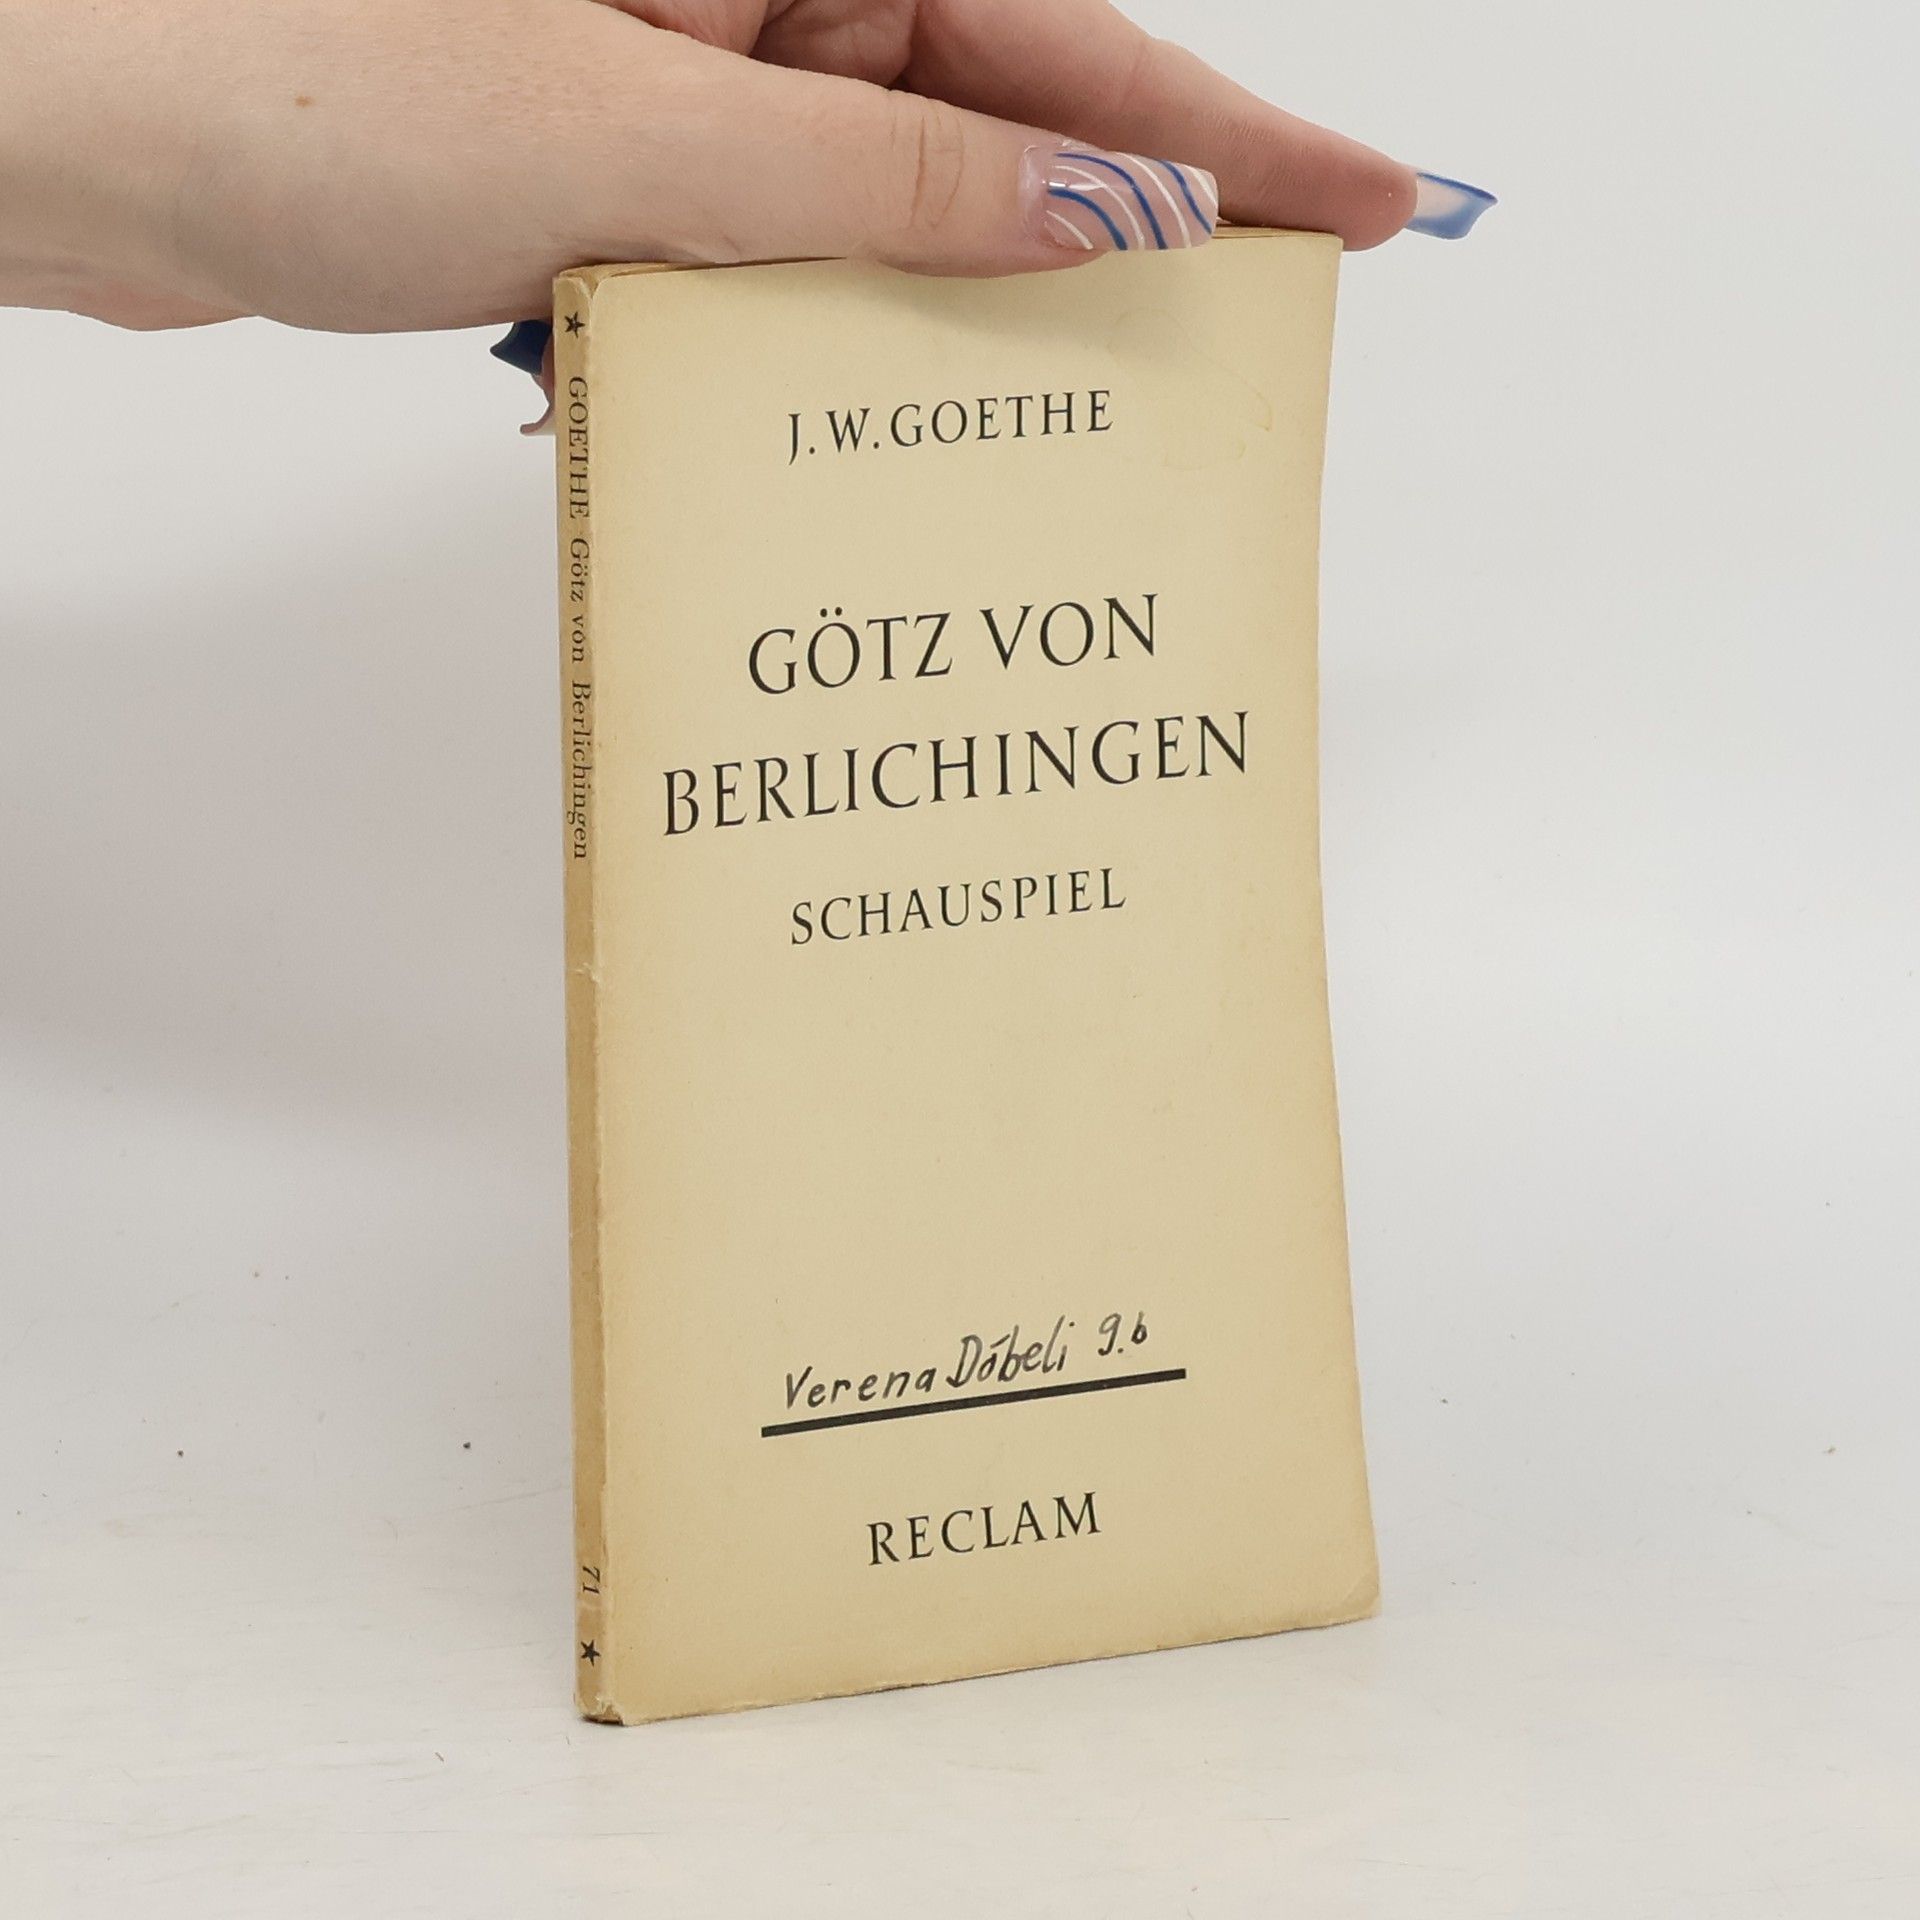 J. W. GOETHE
GÖTZ VON
BERLICHINGEN
SCHAUSPIEL
Verena Döbeli 9.b
RECLAM
★ GOETHE Götz von Berlichingen 71 ★